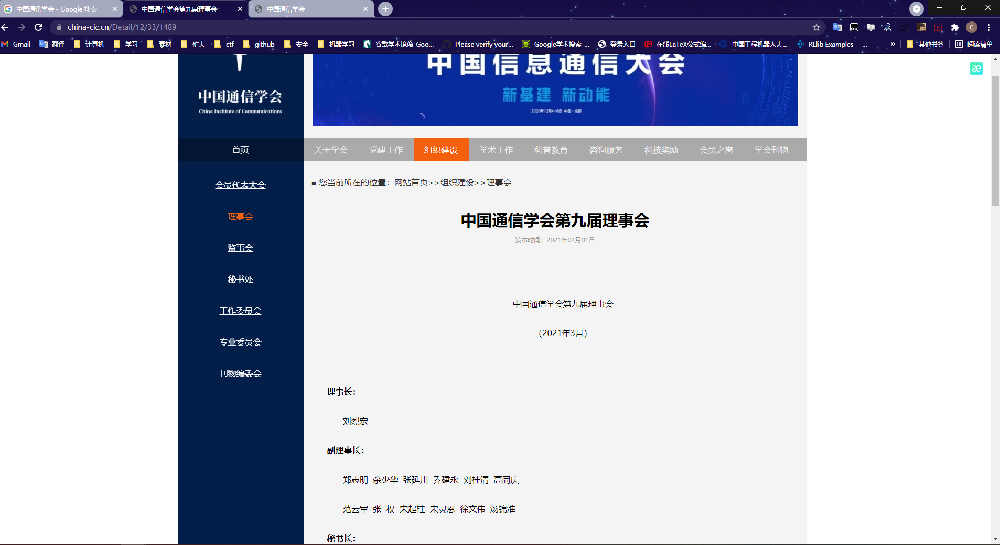 中国通讯学会 - Google 搜索
中国通信学会第九届理事会
中国通信学会
china-cic.cn/Detail/12/33/1489
C
Gmail 翻译 计算机 学习 素材 矿大 ctf github 安全 机器学习 谷歌学术镜像_Goo... Please verify your... Google学术搜索_... 登录入口 在线LaTeX公式编... 中国工程机器人大... RLlib Examples —... » 其他书签 阅读清单
中国信息通信大会
新基建 新动能
2020年12月4-6日 中国·成都
中国通信学会
China Institute of Communications
æ
首页 关于学会 党建工作 组织建设 学术工作 科普教育 咨询服务 科技奖励 会员之窗 学会刊物
会员代表大会
理事会
监事会
秘书处
工作委员会
专业委员会
刊物编委会
■ 您当前所在的位置：网站首页>>组织建设>>理事会
中国通信学会第九届理事会
发布时间：2021年04月01日
中国通信学会第九届理事会
（2021年3月）
理事长：
刘烈宏
副理事长：
郑志明 余少华 张延川 乔建永 刘桂清 高同庆
范云军 张 权 宋起柱 宋灵恩 徐文伟 汤锦淮
秘书长：